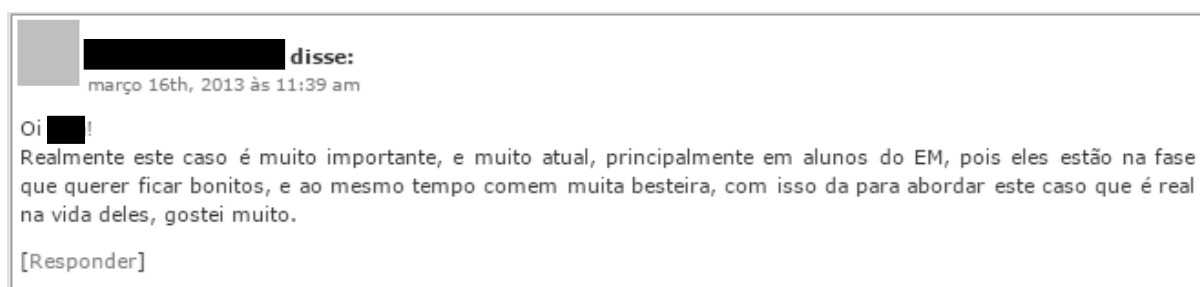 disse:
março 16th, 2013 às 11:39 am
Oi !
Realmente este caso é muito importante, e muito atual, principalmente em alunos do EM, pois eles estão na fase
que querer ficar bonitos, e ao mesmo tempo comem muita besteira, com isso da para abordar este caso que é real
na vida deles, gostei muito.
[Responder]